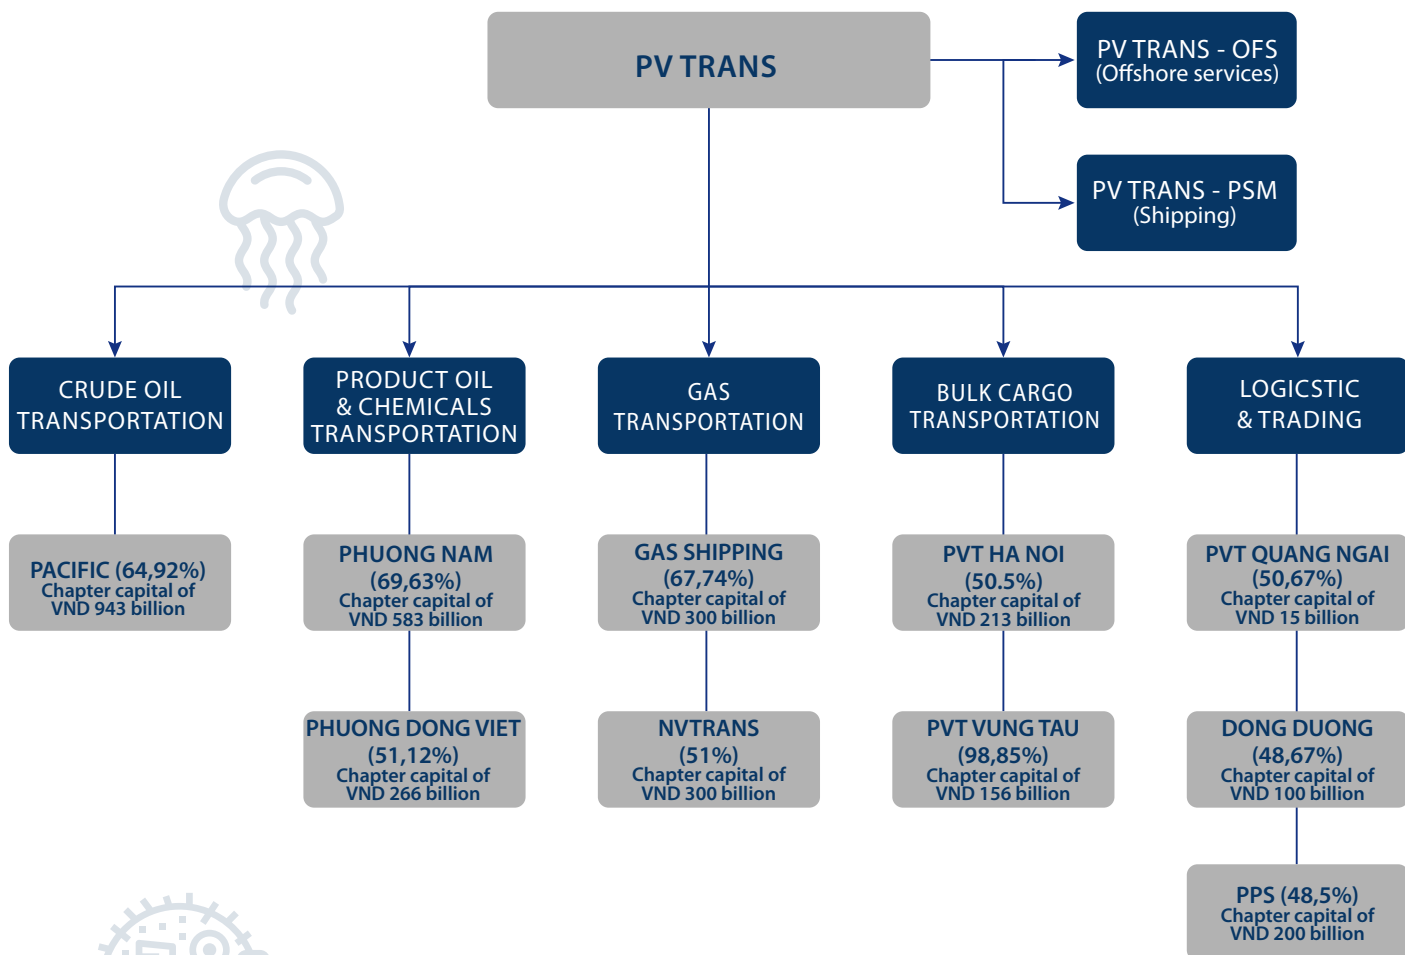 PV TRANS
PV TRANS - OFS
(Offshore services)
PV TRANS - PSM
(Shipping)
CRUDE OIL
TRANSPORTATION
PRODUCT OIL
& CHEMICALS
TRANSPORTATION
GAS
TRANSPORTATION
BULK CARGO
TRANSPORTATION
LOGICSTIC
& TRADING
PACIFIC (64,92%)
Chapter capital of
VND 943 billion
PHUONG NAM
(69,63%)
Chapter capital of
VND 583 billion
GAS SHIPPING
(67,74%)
Chapter capital of
VND 300 billion
PVT HA NOI
(50.5%)
Chapter capital of
VND 213 billion
PVT QUANG NGAI
(50,67%)
Chapter capital of
VND 15 billion
PHUONG DONG VIET
(51,12%)
Chapter capital of
VND 266 billion
NVTRANS
(51%)
Chapter capital of
VND 300 billion
PVT VUNG TAU
(98,85%)
Chapter capital of
VND 156 billion
DONG DUONG
(48,67%)
Chapter capital of
VND 100 billion
PPS (48,5%)
Chapter capital of
VND 200 billion